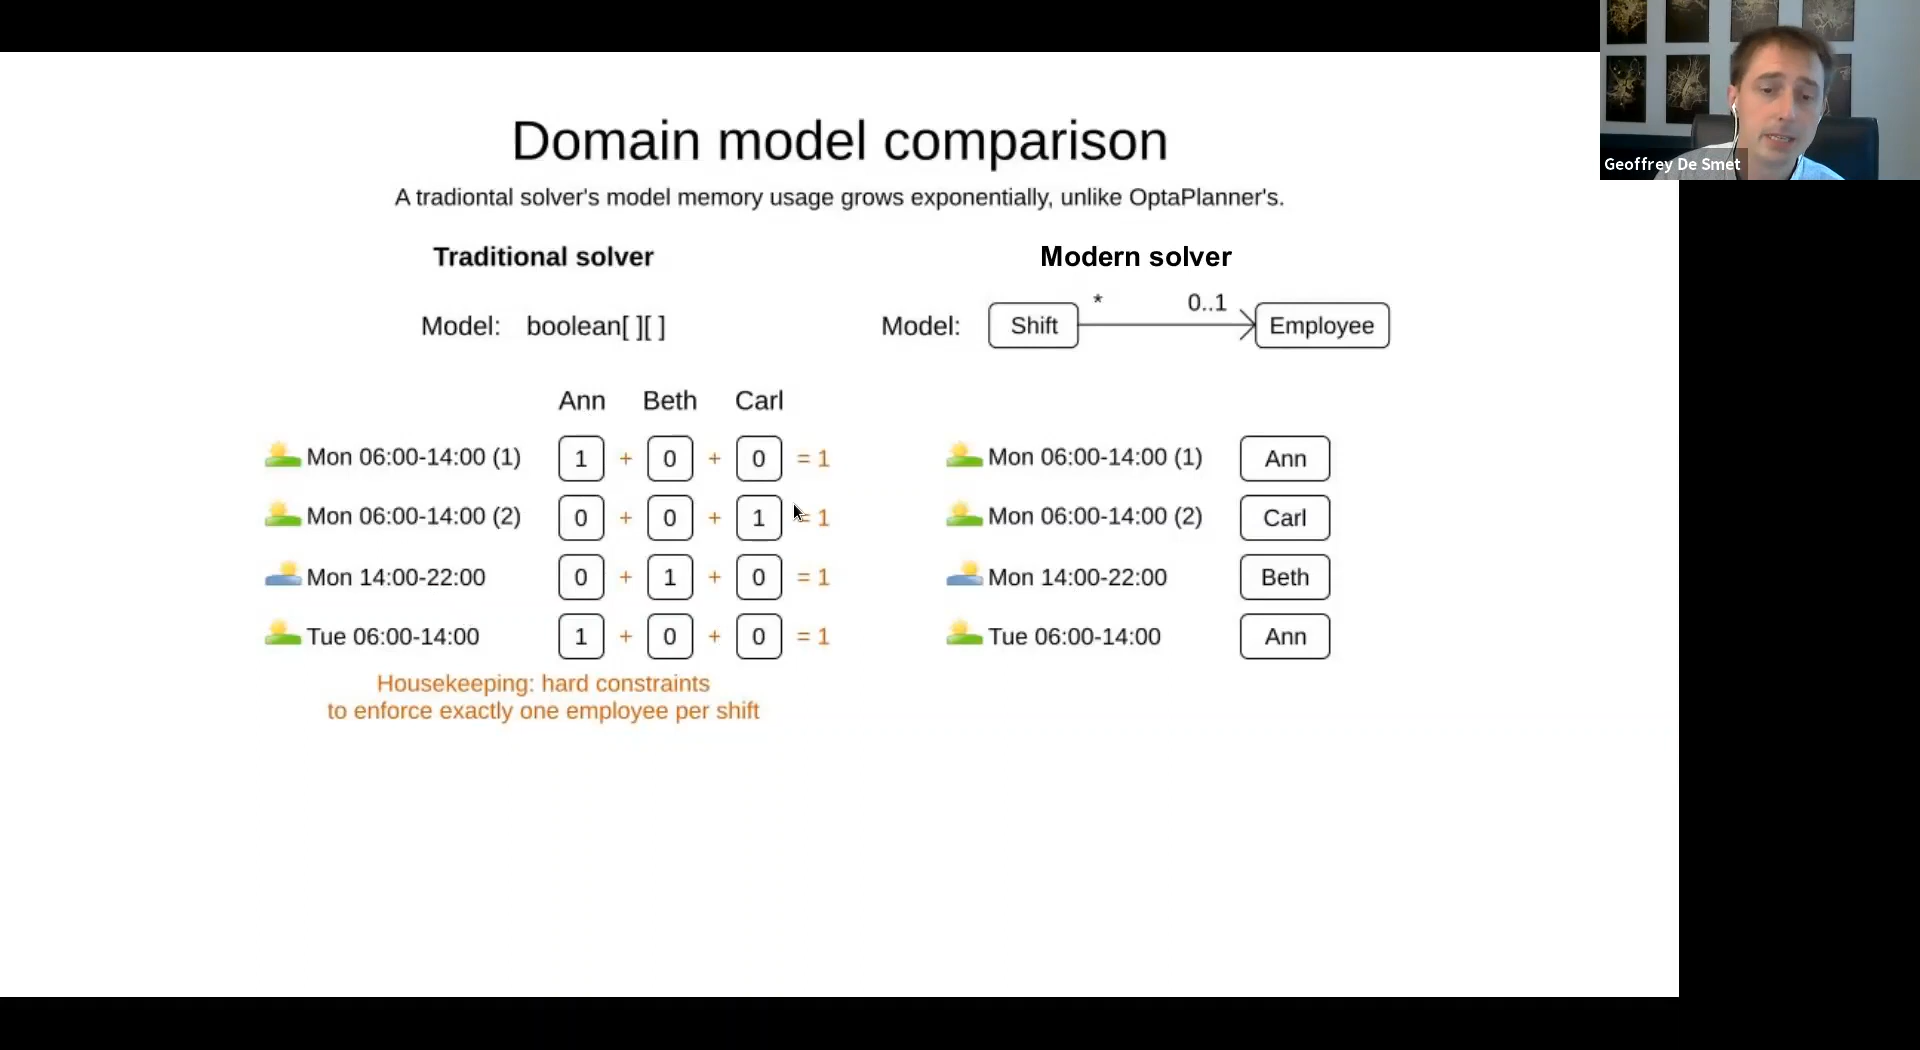 Domain model comparison
A tradiontal solver's model memory usage grows exponentially, unlike OptaPlanner's.
Geoffrey De Smet
Traditional solver
Model: boolean[ ][ ]
Ann Beth Carl
Mon 06:00-14:00 (1) 1 + 0 + 0 = 1
Mon 06:00-14:00 (2) 0 + 0 + 1 = 1
Mon 14:00-22:00 0 + 1 + 0 = 1
Tue 06:00-14:00 1 + 0 + 0 = 1
Housekeeping: hard constraints
to enforce exactly one employee per shift
Modern solver
Model: Shift * 0..1 Employee
Mon 06:00-14:00 (1) Ann
Mon 06:00-14:00 (2) Carl
Mon 14:00-22:00 Beth
Tue 06:00-14:00 Ann